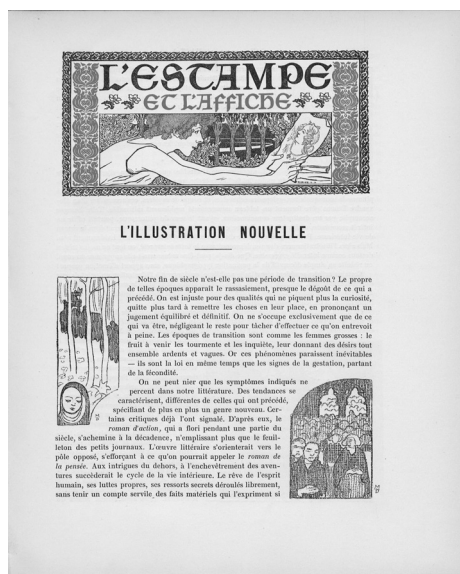 L'ESTAMPE
ET L'AFFICHE
L'ILLUSTRATION NOUVELLE
Notre fin de siècle n'est-elle pas une période de transition ? Le propre
de telles époques apparaît le rassasiement, presque le dégoût de ce qui a
précédé. On est injuste pour des qualités qui ne piquent plus la curiosité,
quitte plus tard à remettre les choses en leur place, en prononçant un
jugement équilibré et définitif. On ne s'occupe exclusivement que de ce
qui va être, négligeant le reste pour tâcher d'effectuer ce qu'on entrevoit
à peine. Les époques de transition sont comme les femmes grosses : le
fruit à venir les tourmente et les inquiète, leur donnant des désirs tout
ensemble ardents et vagues. Or ces phénomènes paraissent inévitables
— ils sont la loi en même temps que les signes de la gestation, partant
de la fécondité.
On ne peut nier que les symptômes indiqués ne
percent dans notre littérature. Des tendances se
caractérisent, différentes de celles qui ont précédé,
spécifiant de plus en plus un genre nouveau. Cer-
tains critiques déjà l'ont signalé. D'après eux, le
roman d'action, qui a flori pendant une partie du
siècle, s'achemine à la décadence, n'emplissant plus que le feuil-
leton des petits journaux. L'œuvre littéraire s'orienterait vers le
pôle opposé, s'efforçant à ce qu'on pourrait appeler le roman de
la pensée. Aux intrigues du dehors, à l'enchevêtrement des aven-
tures succèderait le cycle de la vie intérieure. Le rêve de l'esprit
humain, ses luttes propres, ses ressorts secrets déroulés librement,
sans tenir un compte servile des faits matériels qui l'expriment si